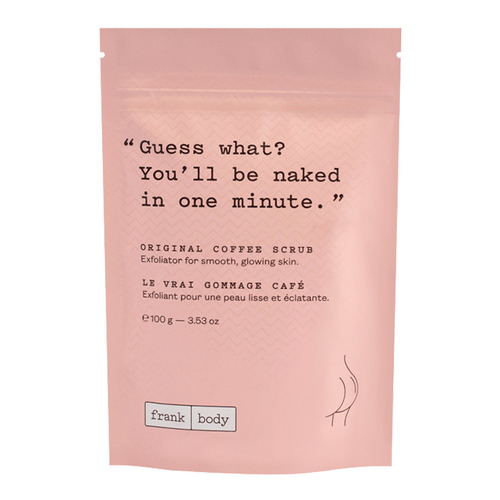 “Guess what?
You’ll be naked
in one minute.”
ORIGINAL COFFEE SCRUB
Exfoliator for smooth, glowing skin.
LE VRAI GOMMAGE CAFÉ
Exfoliant pour une peau lisse et éclatante.
℮ 100 g — 3.53 oz
frank body